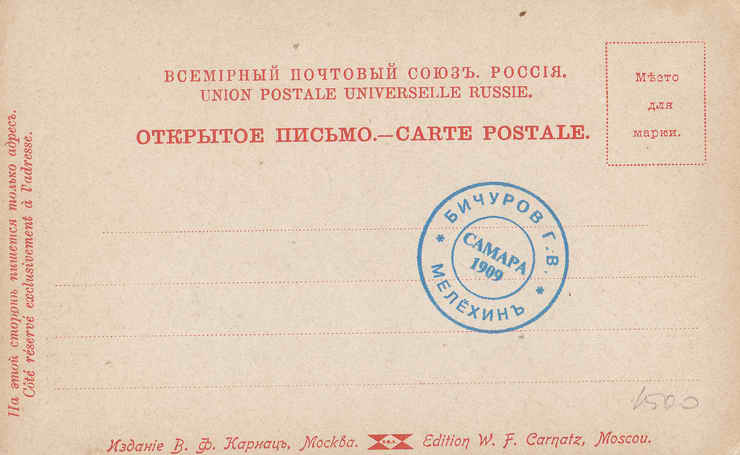 ВСЕМІРНЫЙ ПОЧТОВЫЙ СОЮЗЪ. РОССІЯ.
UNION POSTALE UNIVERSELLE RUSSIE.
ОТКРЫТОЕ ПИСЬМО.—CARTE POSTALE.
Мѣсто
для
марки.
На этой сторонѣ пишется только адресъ.
Côté réservé exclusivement à l'adresse.
* БИЧУРОВ Г. В. *
САМАРА
1909
МЕЛЁХИНЪ
1500
Изданіе В. Ф. Карнацъ, Москва. Edition W. F. Carnatz, Moscou.